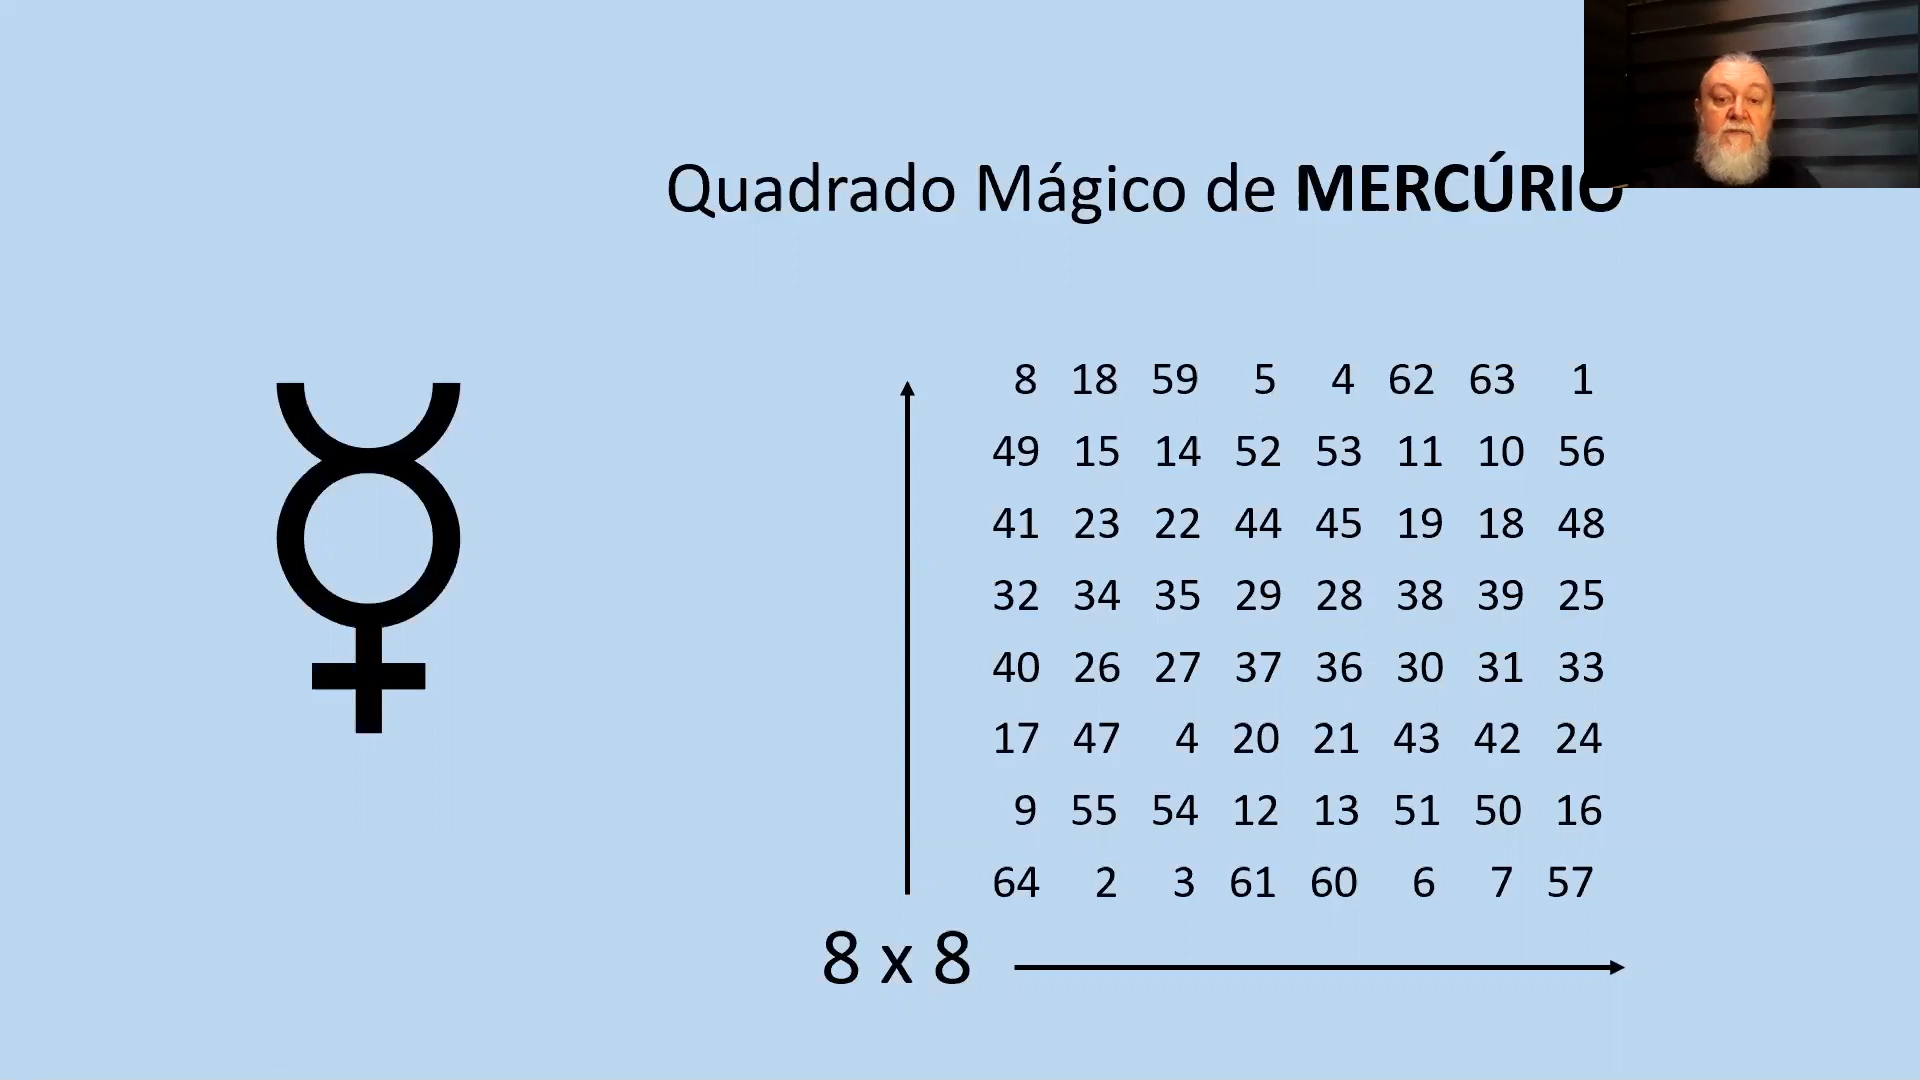 Quadrado Mágico de MERCÚRIO
8 18 59 5 4 62 63 1
49 15 14 52 53 11 10 56
41 23 22 44 45 19 18 48
32 34 35 29 28 38 39 25
40 26 27 37 36 30 31 33
17 47 4 20 21 43 42 24
9 55 54 12 13 51 50 16
64 2 3 61 60 6 7 57
8 x 8